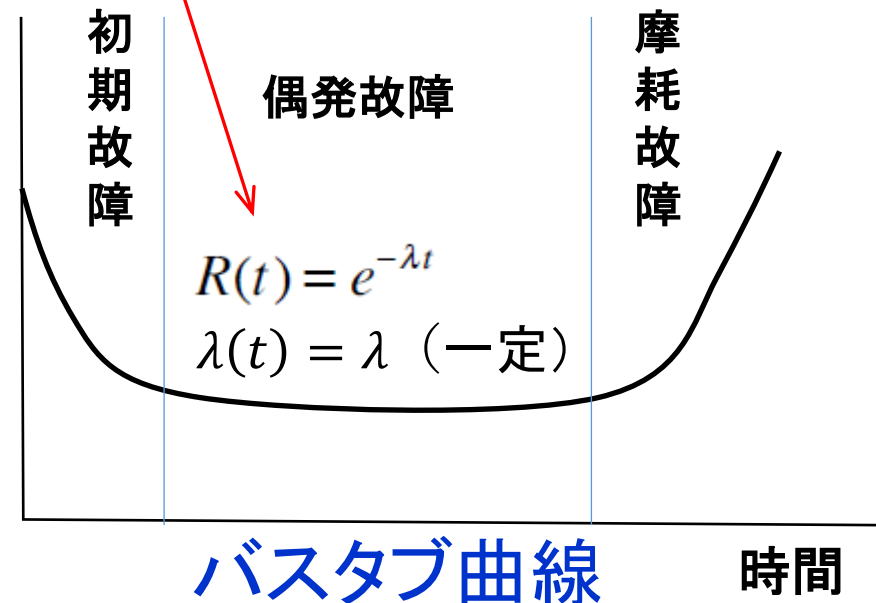 初期故障
偶発故障
摩耗故障
R(t) = e^{-λt}
λ(t) = λ（一定）
バスタブ曲線
時間